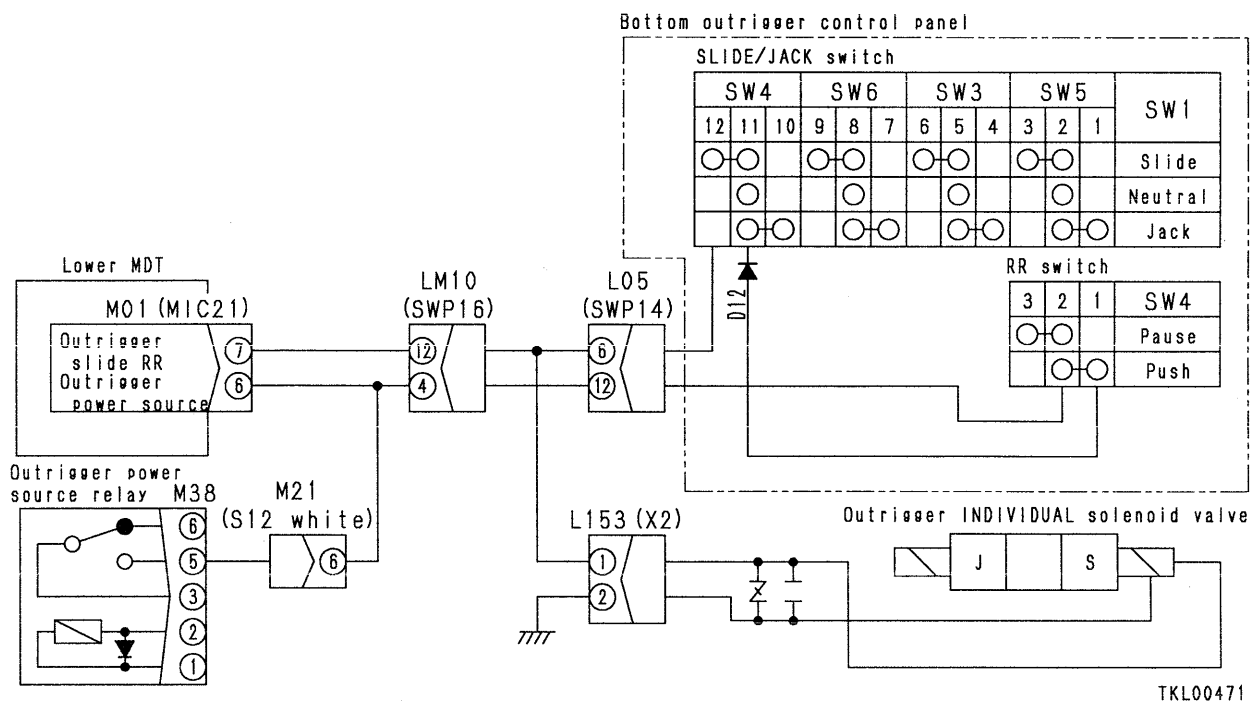 Bottom outrigger control panel
SLIDE/JACK switch
SW4 SW6 SW3 SW5 SW1
12 11 10 9 8 7 6 5 4 3 2 1
Slide
Neutral
Jack
D12
RR switch
3 2 1 SW4
Pause
Push
Lower MDT
M01 (MIC21)
Outrigger
slide RR
7
Outrigger
power source
6
LM10
(SWP16)
12
4
L05
(SWP14)
6
12
Outrigger power
source relay M38
6
5
3
2
1
M21
(S12 white)
6
L153 (X2)
1
2
Outrigger INDIVIDUAL solenoid valve
J S
TKL00471